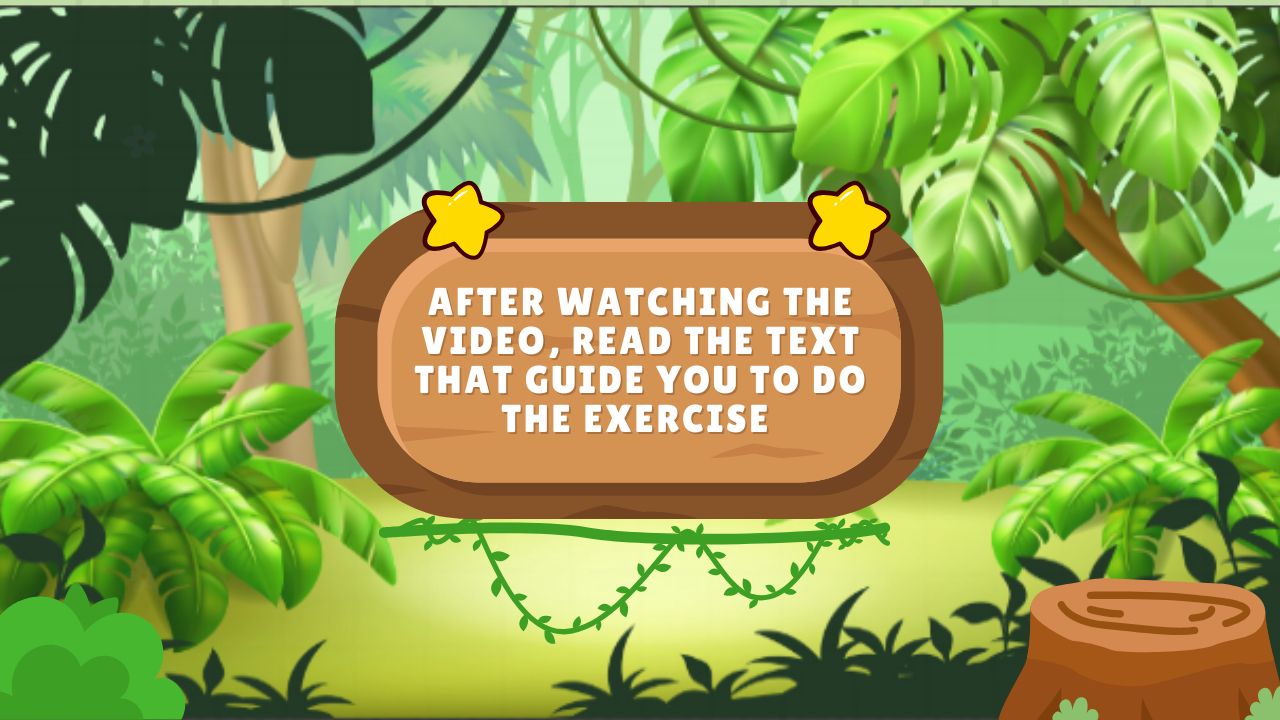 AFTER WATCHING THE
VIDEO, READ THE TEXT
THAT GUIDE YOU TO DO
THE EXERCISE